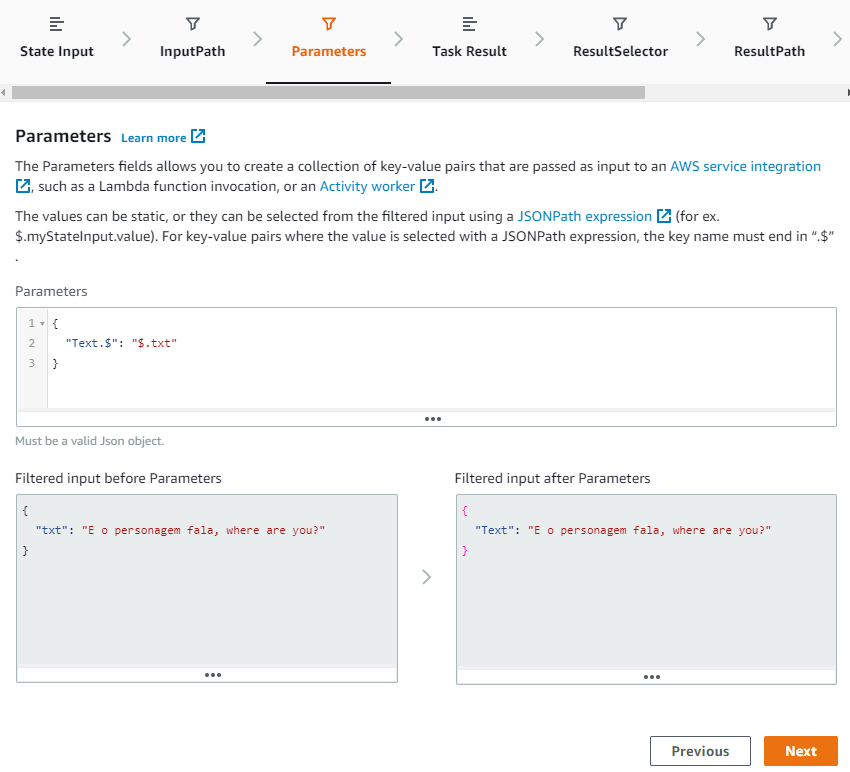 State Input
InputPath
Parameters
Task Result
ResultSelector
ResultPath
Parameters Learn more
The Parameters fields allows you to create a collection of key-value pairs that are passed as input to an AWS service integration
, such as a Lambda function invocation, or an Activity worker .
The values can be static, or they can be selected from the filtered input using a JSONPath expression (for ex.
$.myStateInput.value). For key-value pairs where the value is selected with a JSONPath expression, the key name must end in “.$”
.
Parameters
1 {
2 "Text.$": "$.txt"
3 }
Must be a valid Json object.
Filtered input before Parameters
{
"txt": "E o personagem fala, where are you?"
}
Filtered input after Parameters
{
"Text": "E o personagem fala, where are you?"
}
Previous
Next